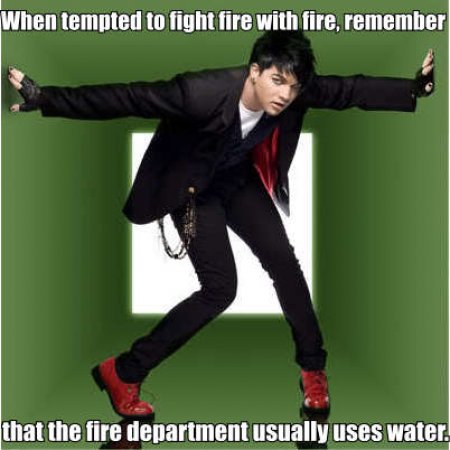 When tempted to fight fire with fire, remember
that the fire department usually uses water.